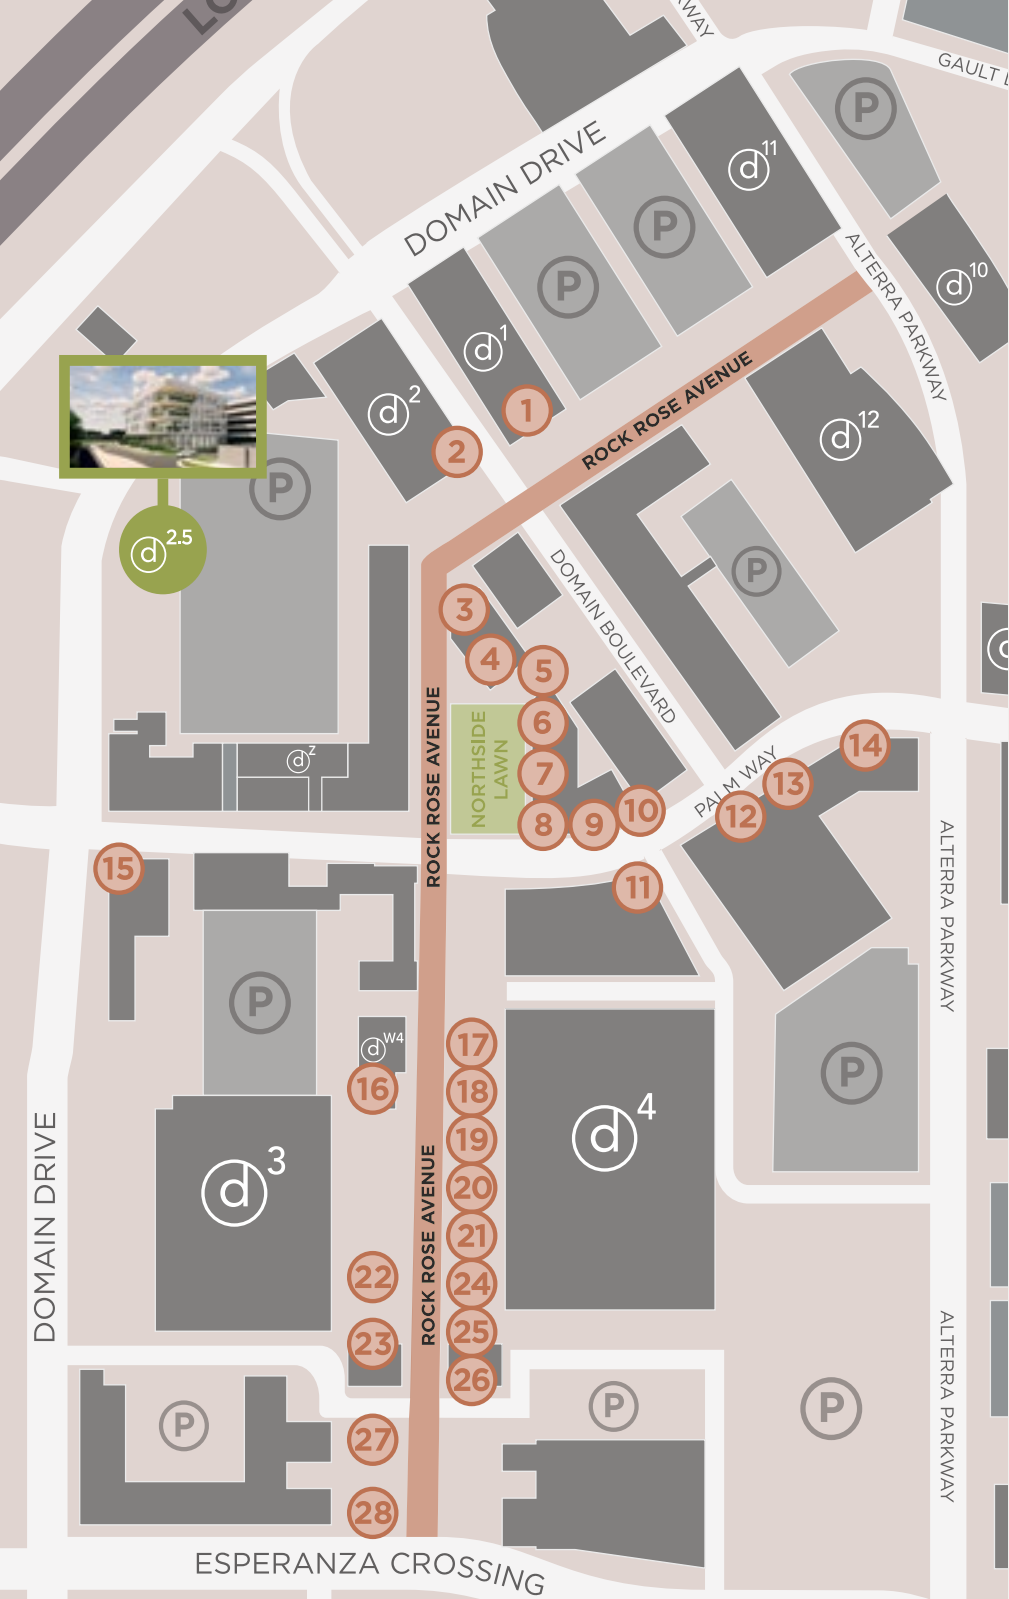 LO
WAY
GAULT L
DOMAIN DRIVE
P
d11
P
P
d10
ALTERRA PARKWAY
d1
d2
1
2
ROCK ROSE AVENUE
d12
P
d2.5
P
DOMAIN BOULEVARD
3
4
5
6
7
8
9
10
NORTHSIDE
LAWN
ROCK ROSE AVENUE
dz
PALM WAY
14
13
12
11
15
ALTERRA PARKWAY
P
dW4
16
17
18
19
20
21
24
25
26
d4
P
d3
DOMAIN DRIVE
ROCK ROSE AVENUE
22
23
P
P
P
ALTERRA PARKWAY
27
28
ESPERANZA CROSSING